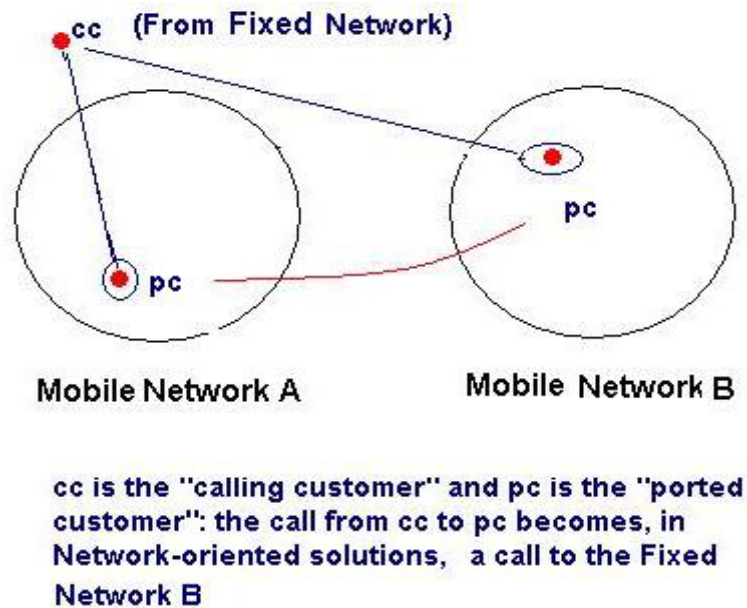 cc (From Fixed Network)
pc
pc
Mobile Network A
Mobile Network B
cc is the "calling customer" and pc is the "ported
customer": the call from cc to pc becomes, in
Network-oriented solutions, a call to the Fixed
Network B